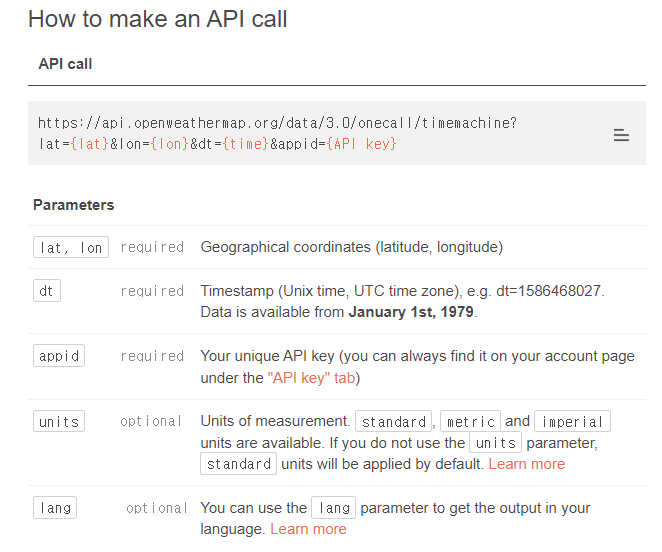 How to make an API call
API call
https://api.openweathermap.org/data/3.0/onecall/timemachine?
lat={lat}&lon={lon}&dt={time}&appid={API key}
Parameters
lat, lon required Geographical coordinates (latitude, longitude)
dt required Timestamp (Unix time, UTC time zone), e.g. dt=1586468027.
Data is available from January 1st, 1979.
appid required Your unique API key (you can always find it on your account page
under the "API key" tab)
units optional Units of measurement. standard, metric and imperial
units are available. If you do not use the units parameter,
standard units will be applied by default. Learn more
lang optional You can use the lang parameter to get the output in your
language. Learn more